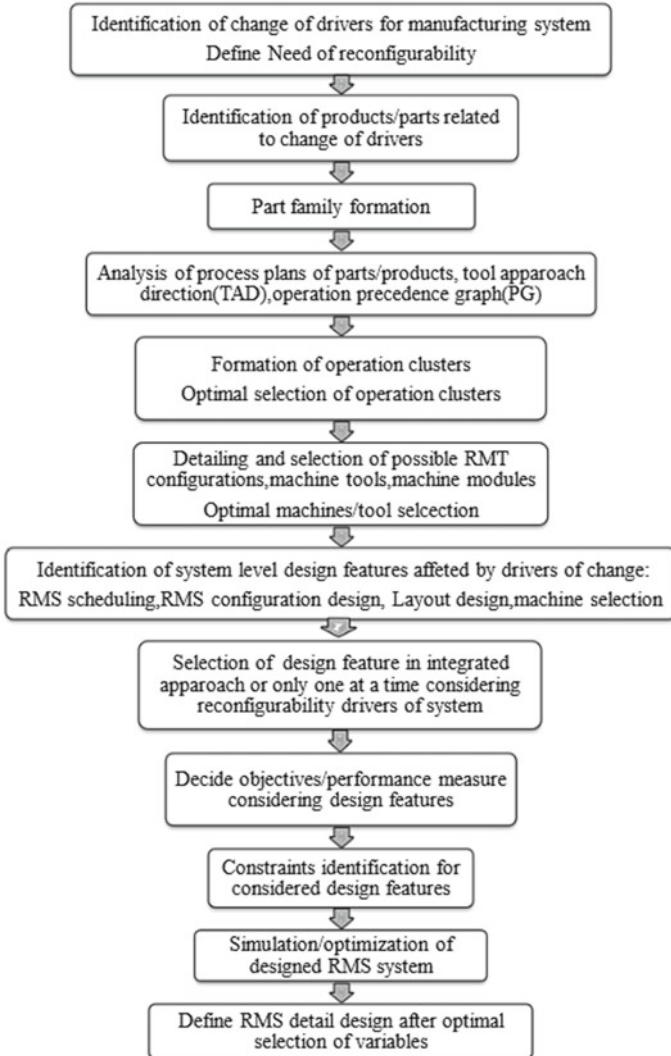 Identification of change of drivers for manufacturing system
Define Need of reconfigurability
Identification of products/parts related
to change of drivers
Part family formation
Analysis of process plans of parts/products, tool apparoach
direction(TAD),operation precedence graph(PG)
Formation of operation clusters
Optimal selection of operation clusters
Detailing and selection of possible RMT
configurations,machine tools,machine modules
Optimal machines/tool selcection
Identification of system level design features affeted by drivers of change:
RMS scheduling,RMS configuration design, Layout design,machine selection
Selection of design feature in integrated
apparoach or only one at a time considering
reconfigurability drivers of system
Decide objectives/performance measure
considering design features
Constraints identification for
considered design features
Simulation/optimization of
designed RMS system
Define RMS detail design after optimal
selection of variables